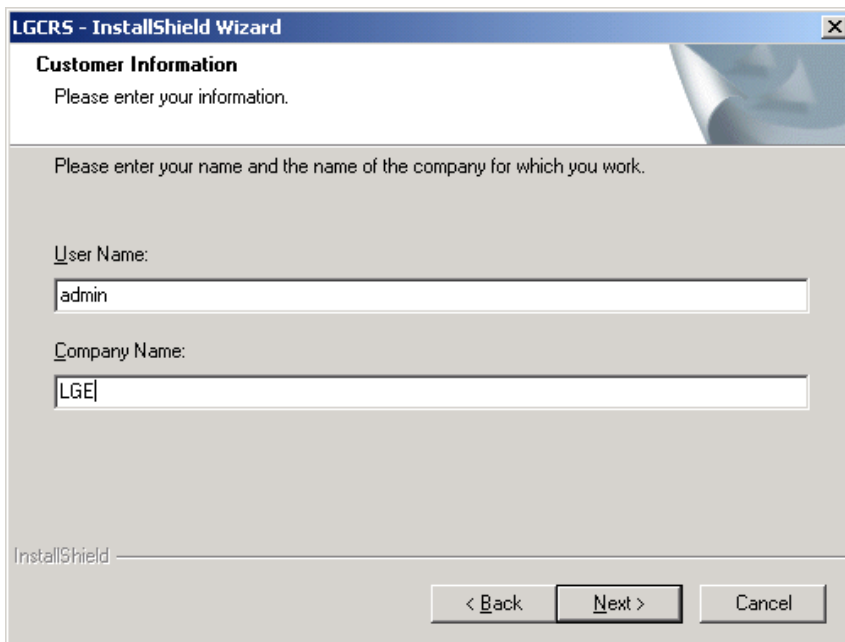 LGCRS - InstallShield Wizard
Customer Information
Please enter your information.
Please enter your name and the name of the company for which you work.
User Name:
admin
Company Name:
LGE
InstallShield
< Back Next > Cancel